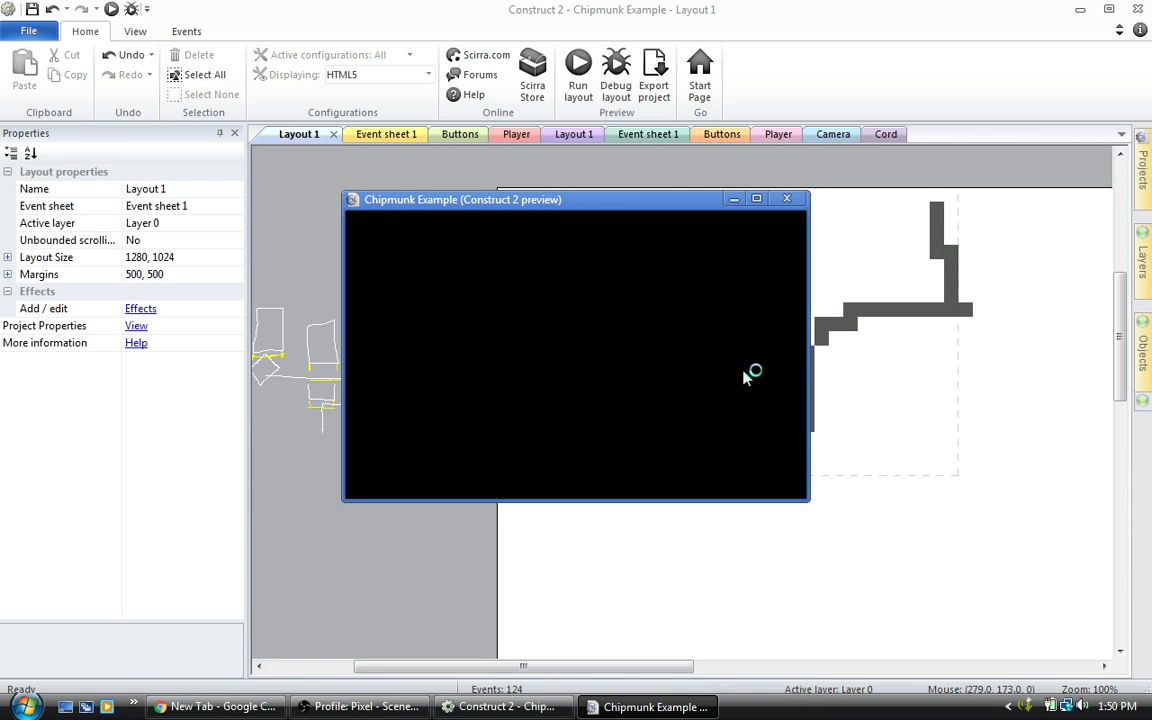 Construct 2 - Chipmunk Example - Layout 1
File Home View Events
Paste Cut Copy
Clipboard
Undo Redo
Undo
Delete Select All Select None
Selection
Active configurations: All
Displaying: HTML5
Configurations
Scirra.com Forums Help
Scirra Store
Online
Run layout Debug layout Export project
Preview
Start Page
Go
Properties
Layout 1 Event sheet 1 Buttons Player Layout 1 Event sheet 1 Buttons Player Camera Cord
Layout properties
Name Layout 1
Event sheet Event sheet 1
Active layer Layer 0
Unbounded scrolli... No
Layout Size 1280, 1024
Margins 500, 500
Effects
Add / edit Effects
Project Properties View
More information Help
Chipmunk Example (Construct 2 preview)
Projects
Layers
Objects
Ready Events: 124 Active layer: Layer 0 Mouse: (279.0, 173.0, 0) Zoom: 100%
New Tab - Google C... Profile: Pixel - Scene... Construct 2 - Chip... Chipmunk Example ... 1:50 PM